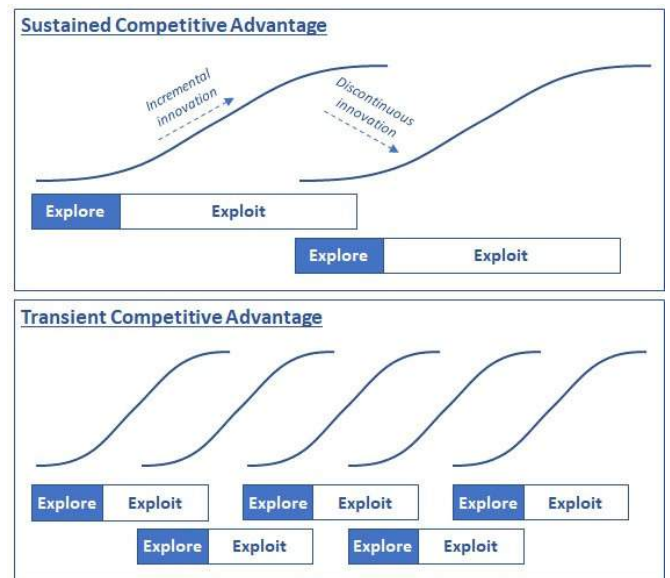 Sustained Competitive Advantage
Incremental
innovation
Discontinuous
innovation
Explore Exploit
Explore Exploit
Transient Competitive Advantage
Explore Exploit Explore Exploit Explore Exploit
Explore Exploit Explore Exploit